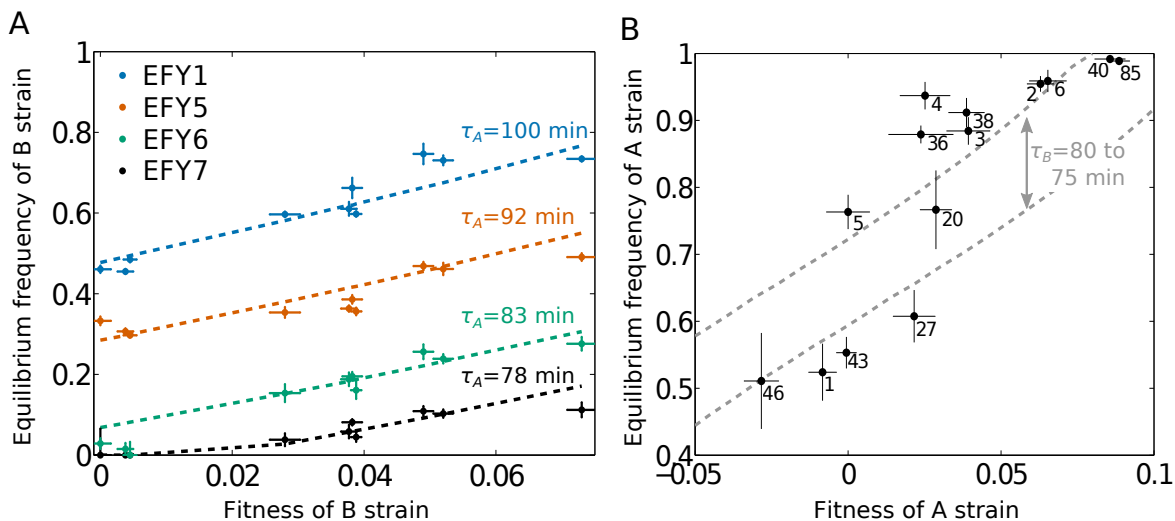 A
Equilibrium frequency of B strain
1
0.8
0.6
0.4
0.2
0
EFY1
EFY5
EFY6
EFY7
τA=100 min
τA=92 min
τA=83 min
τA=78 min
0
0.02
0.04
0.06
Fitness of B strain
B
Equilibrium frequency of A strain
1
0.9
0.8
0.7
0.6
0.5
0.4
40
85
2
6
4
38
3
36
τB=80 to
75 min
20
5
27
43
1
46
−0.05
0
0.05
0.1
Fitness of A strain